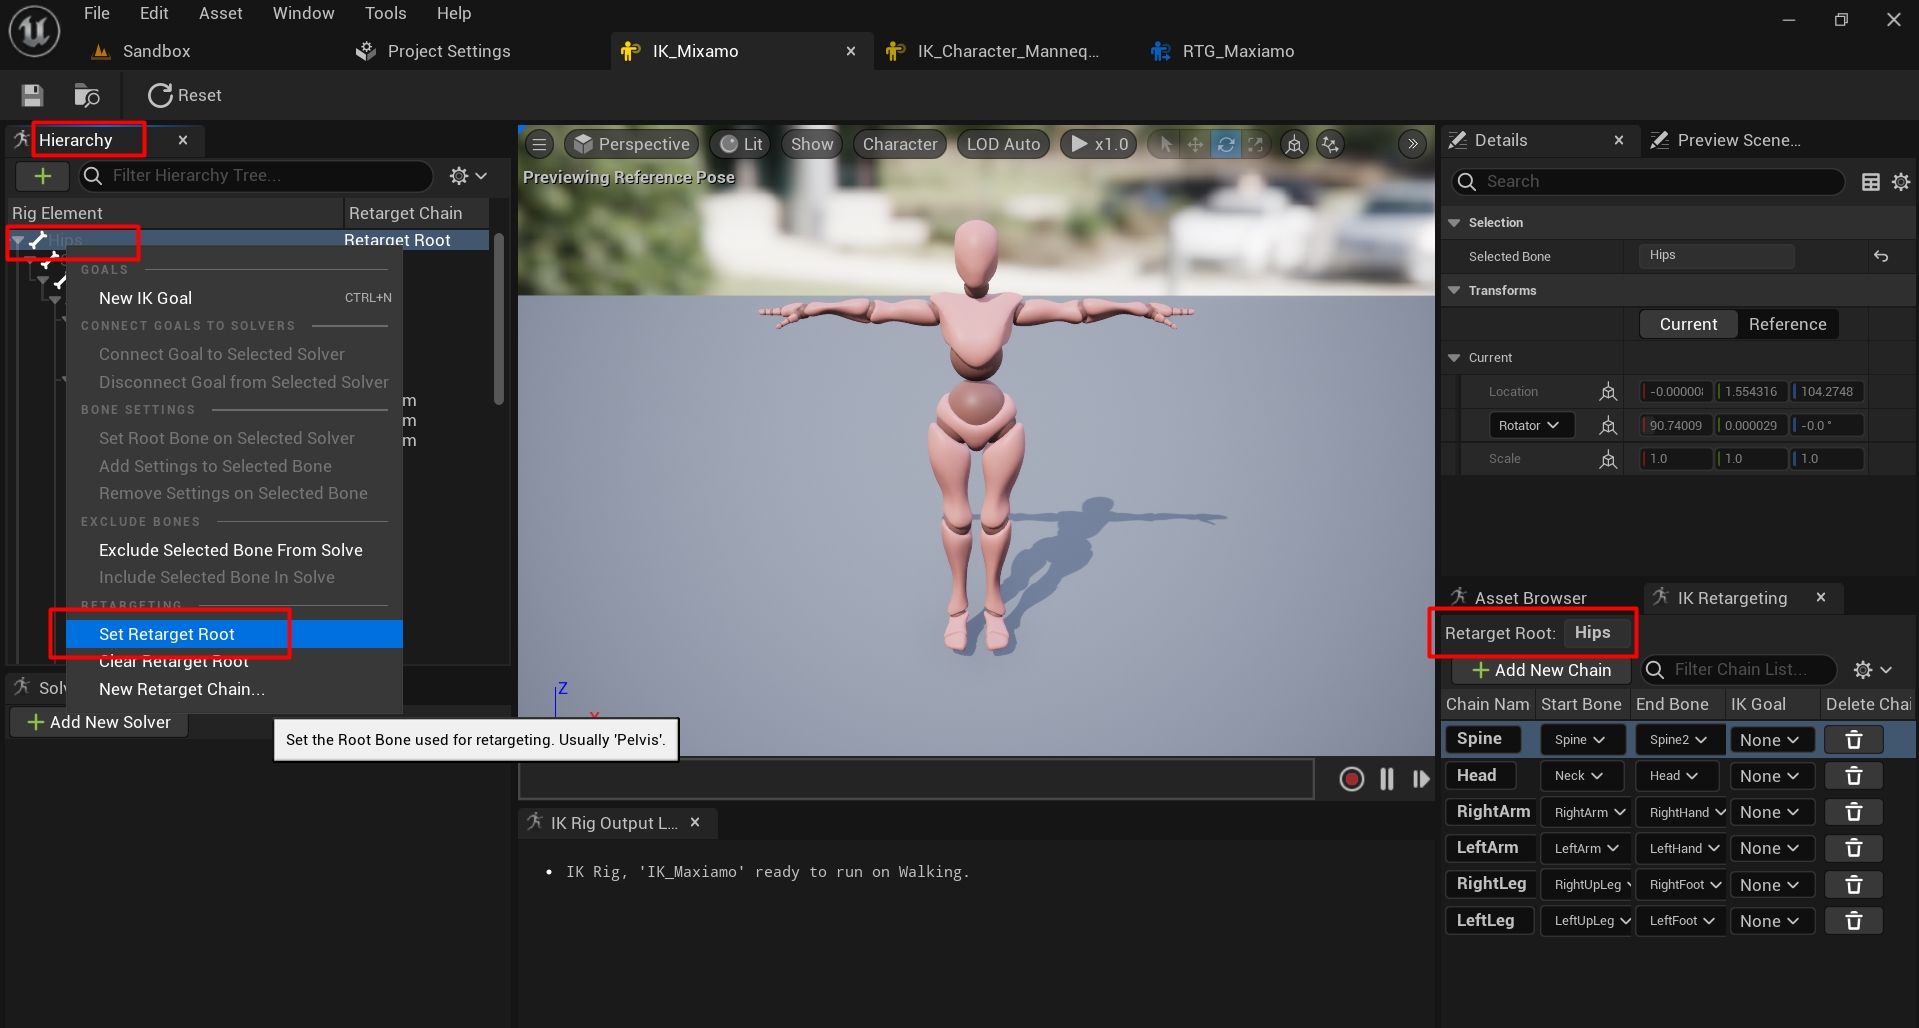 File Edit Asset Window Tools Help
Sandbox Project Settings IK_Mixamo IK_Character_Mannequ... RTG_Maxiamo
Reset
Hierarchy
Filter Hierarchy Tree...
Rig Element Retarget Chain
Hips Retarget Root
GOALS
New IK Goal CTRL+N
CONNECT GOALS TO SOLVERS
Connect Goal to Selected Solver
Disconnect Goal from Selected Solver
BONE SETTINGS
Set Root Bone on Selected Solver
Add Settings to Selected Bone
Remove Settings on Selected Bone
EXCLUDE BONES
Exclude Selected Bone From Solve
Include Selected Bone In Solve
RETARGETING
Set Retarget Root
Clear Retarget Root
New Retarget Chain...
m
m
m
Solv
Add New Solver
Set the Root Bone used for retargeting. Usually 'Pelvis'.
Perspective Lit Show Character LOD Auto x1.0
Previewing Reference Pose
Z
X
IK Rig Output L...
• IK Rig, 'IK_Maxiamo' ready to run on Walking.
Details Preview Scene...
Search
Selection
Selected Bone Hips
Transforms
Current Reference
Current
Location -0.000008 1.554316 104.2748
Rotator 90.74009 0.000029 -0.0 °
Scale 1.0 1.0 1.0
Asset Browser IK Retargeting
Retarget Root: Hips
Add New Chain Filter Chain List...
Chain Nam Start Bone End Bone IK Goal Delete Chai
Spine Spine Spine2 None
Head Neck Head None
RightArm RightArm RightHand None
LeftArm LeftArm LeftHand None
RightLeg RightUpLeg RightFoot None
LeftLeg LeftUpLeg LeftFoot None